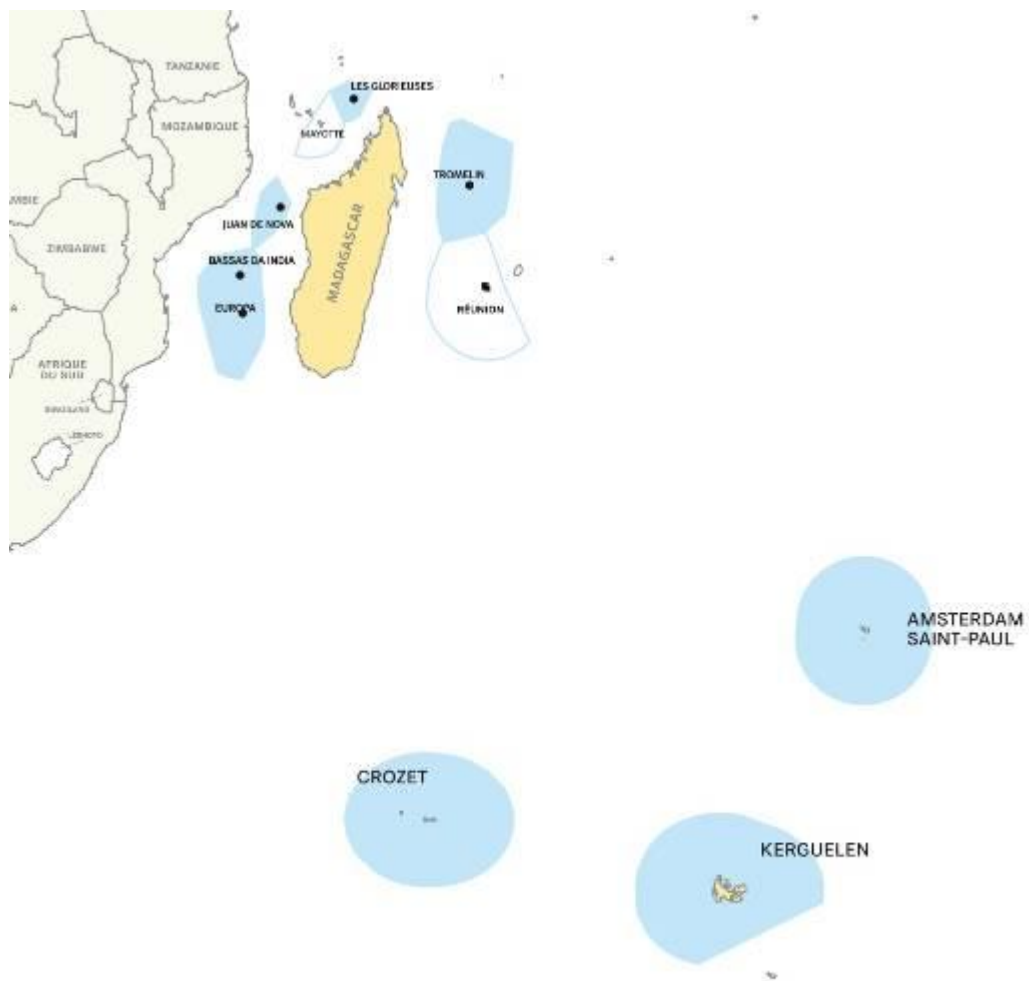 TANZANIE
LES GLORIEUSES
MOZAMBIQUE
MAYOTTE
TROMELIN
MBIE
JUAN DE NOVA
MADAGASCAR
ZIMBABWE
BASSAS DA INDIA
EUROPA
RÉUNION
A
AFRIQUE
DU SUD
AMSTERDAM
SAINT-PAUL
CROZET
KERGUELEN